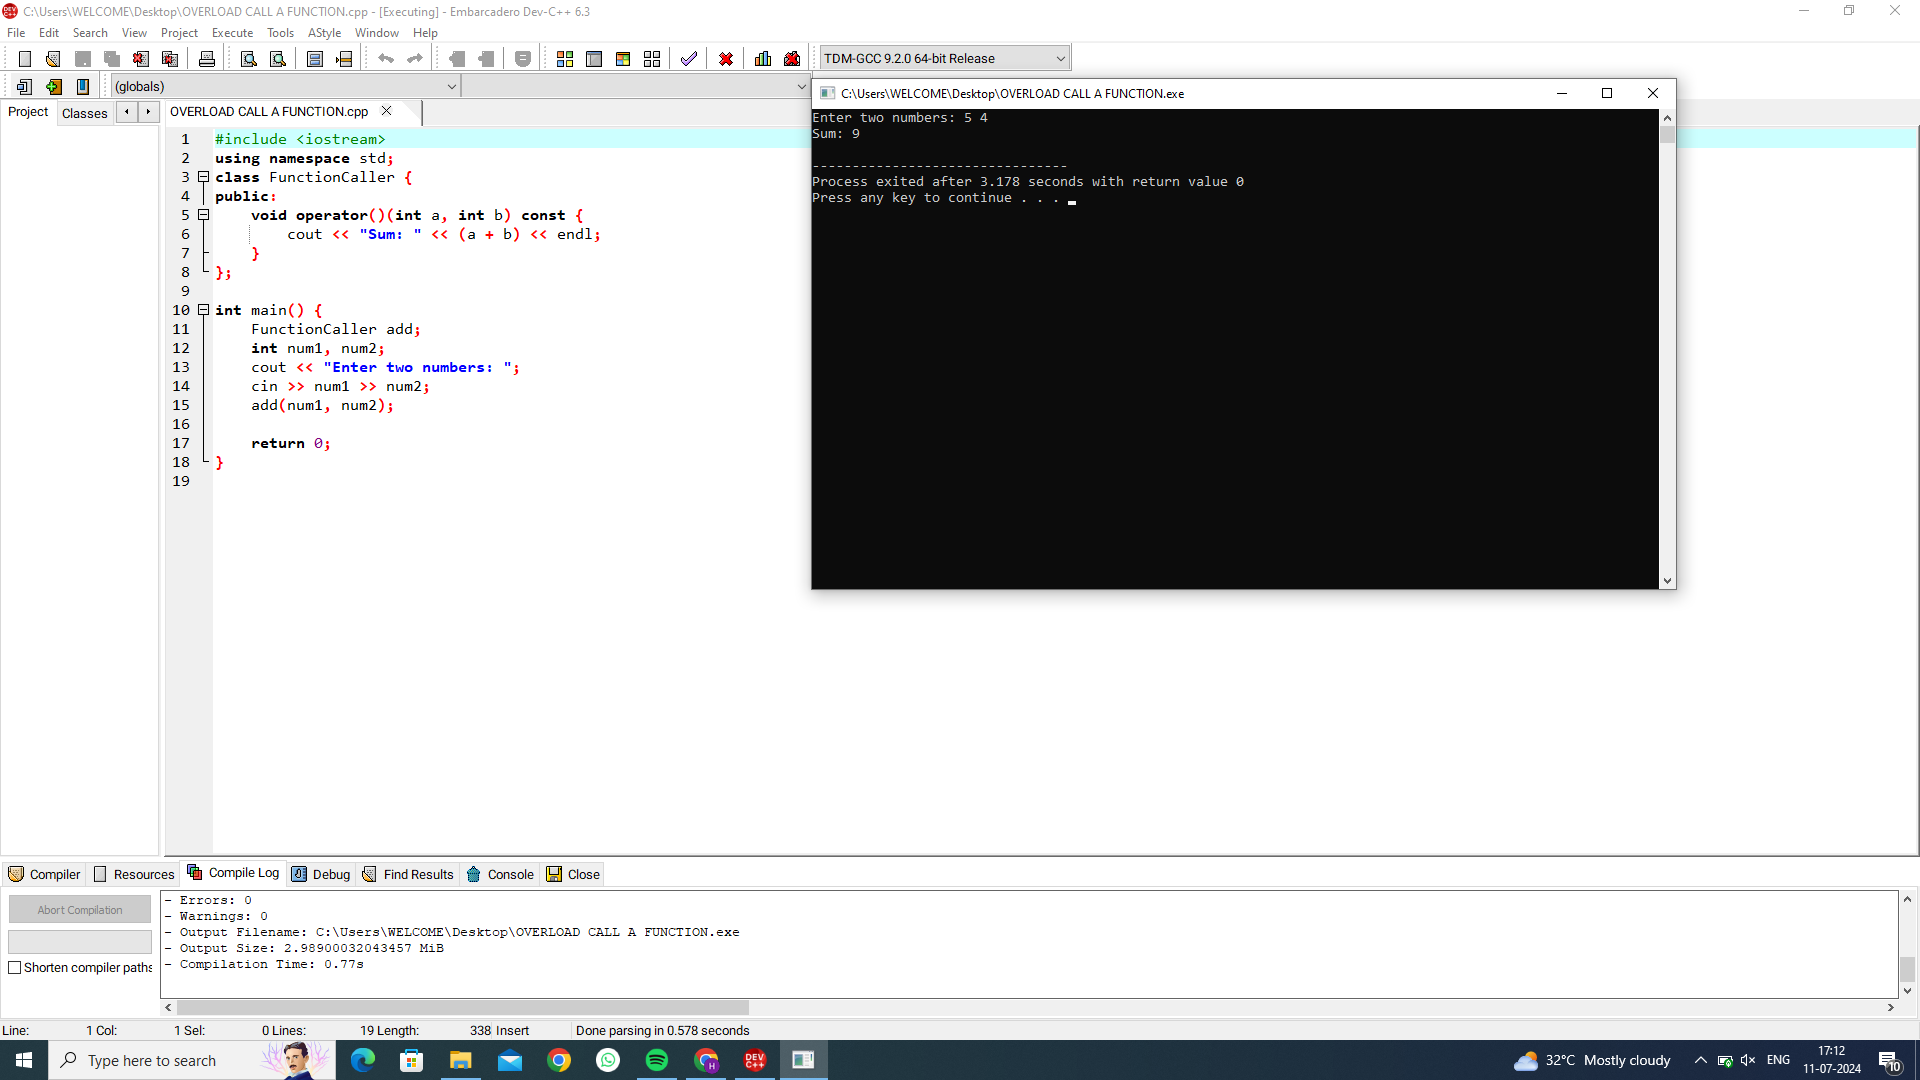 C:\Users\WELCOME\Desktop\OVERLOAD CALL A FUNCTION.cpp - [Executing] - Embarcadero Dev-C++ 6.3
File Edit Search View Project Execute Tools AStyle Window Help
TDM-GCC 9.2.0 64-bit Release
(globals)
Project Classes
OVERLOAD CALL A FUNCTION.cpp
1 #include <iostream>
2 using namespace std;
3 class FunctionCaller {
4 public:
5 void operator()(int a, int b) const {
6 cout << "Sum: " << (a + b) << endl;
7 }
8 };
9
10 int main() {
11 FunctionCaller add;
12 int num1, num2;
13 cout << "Enter two numbers: ";
14 cin >> num1 >> num2;
15 add(num1, num2);
16
17 return 0;
18 }
19
C:\Users\WELCOME\Desktop\OVERLOAD CALL A FUNCTION.exe
Enter two numbers: 5 4
Sum: 9
--------------------------------
Process exited after 3.178 seconds with return value 0
Press any key to continue . . .
Compiler Resources Compile Log Debug Find Results Console Close
Abort Compilation
Shorten compiler paths
- Errors: 0
- Warnings: 0
- Output Filename: C:\Users\WELCOME\Desktop\OVERLOAD CALL A FUNCTION.exe
- Output Size: 2.98900032043457 MiB
- Compilation Time: 0.77s
Line: 1 Col: 1 Sel: 0 Lines: 19 Length: 338 Insert Done parsing in 0.578 seconds
Type here to search
H
DEV C++
32°C Mostly cloudy
ENG
17:12
11-07-2024
10